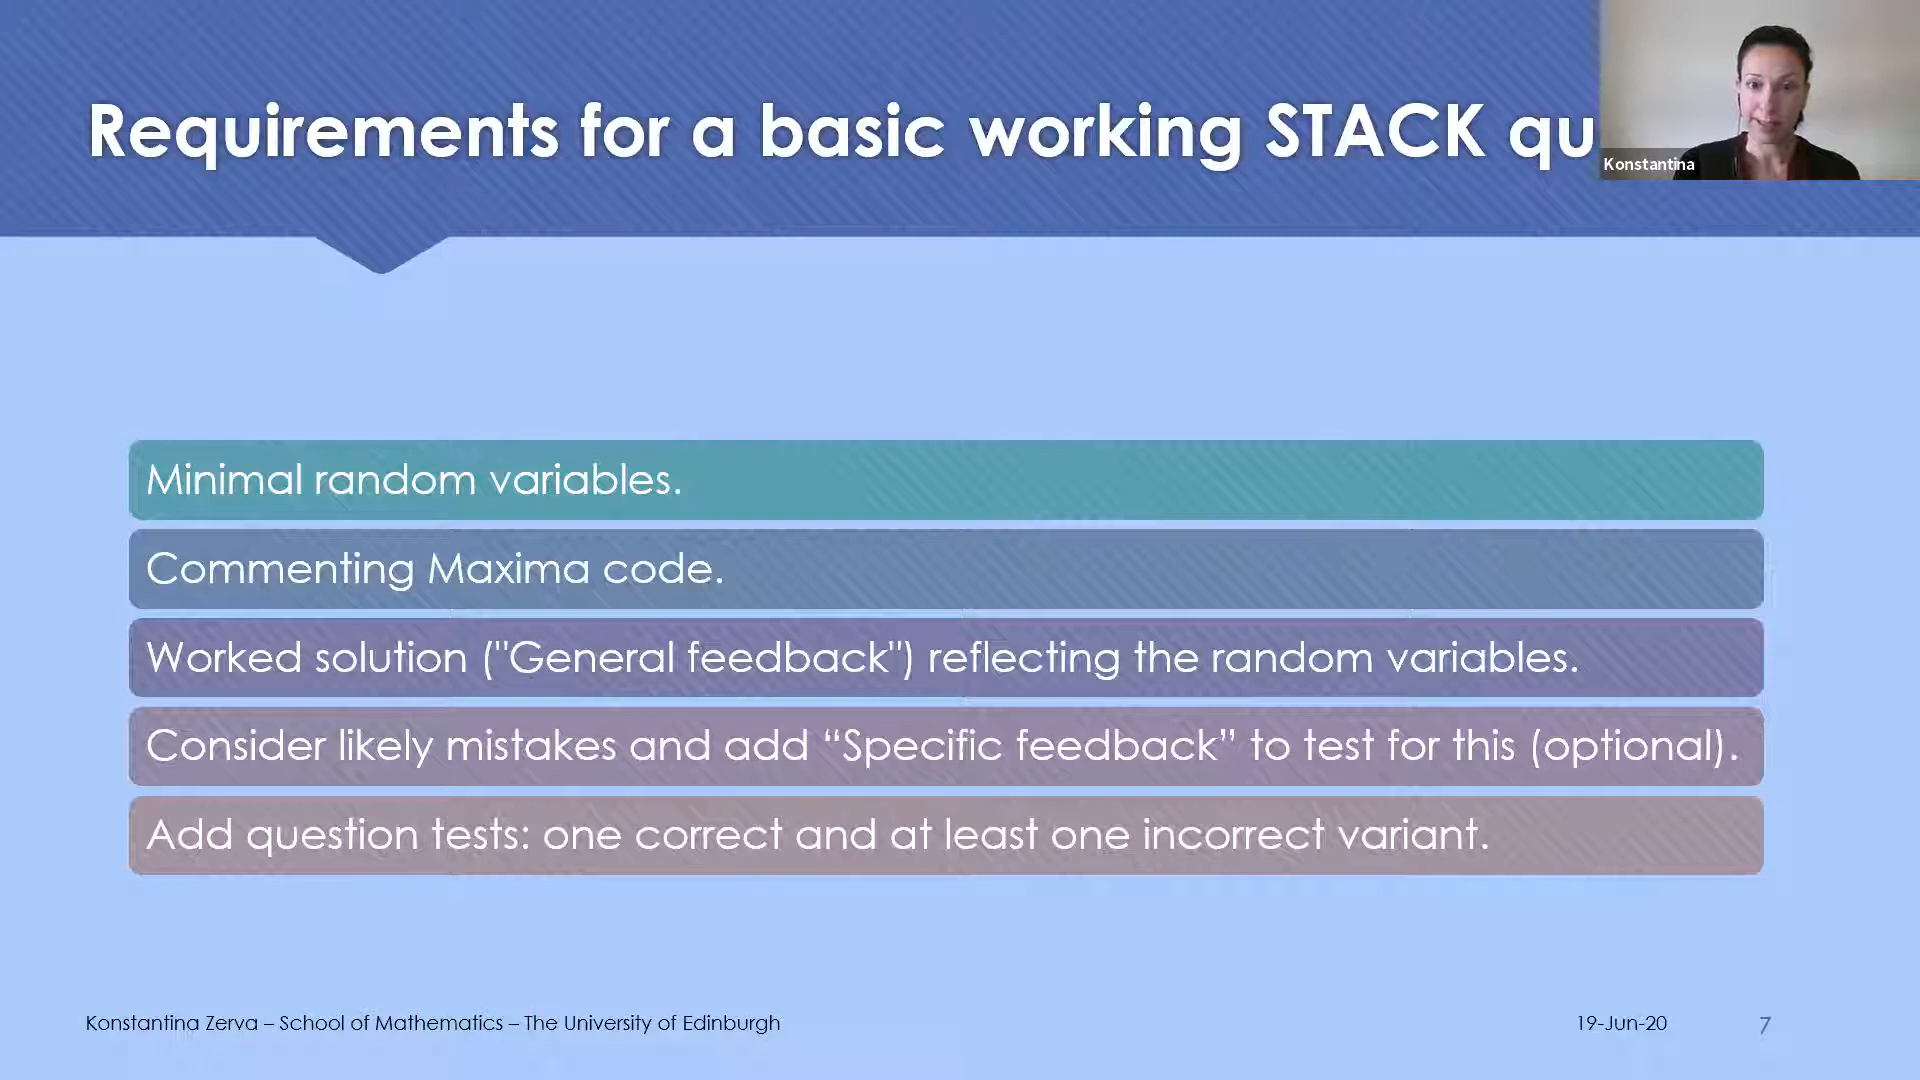 Requirements for a basic working STACK qu
Konstantina
Minimal random variables.
Commenting Maxima code.
Worked solution ("General feedback") reflecting the random variables.
Consider likely mistakes and add “Specific feedback” to test for this (optional).
Add question tests: one correct and at least one incorrect variant.
Konstantina Zerva – School of Mathematics – The University of Edinburgh
19-Jun-20
7